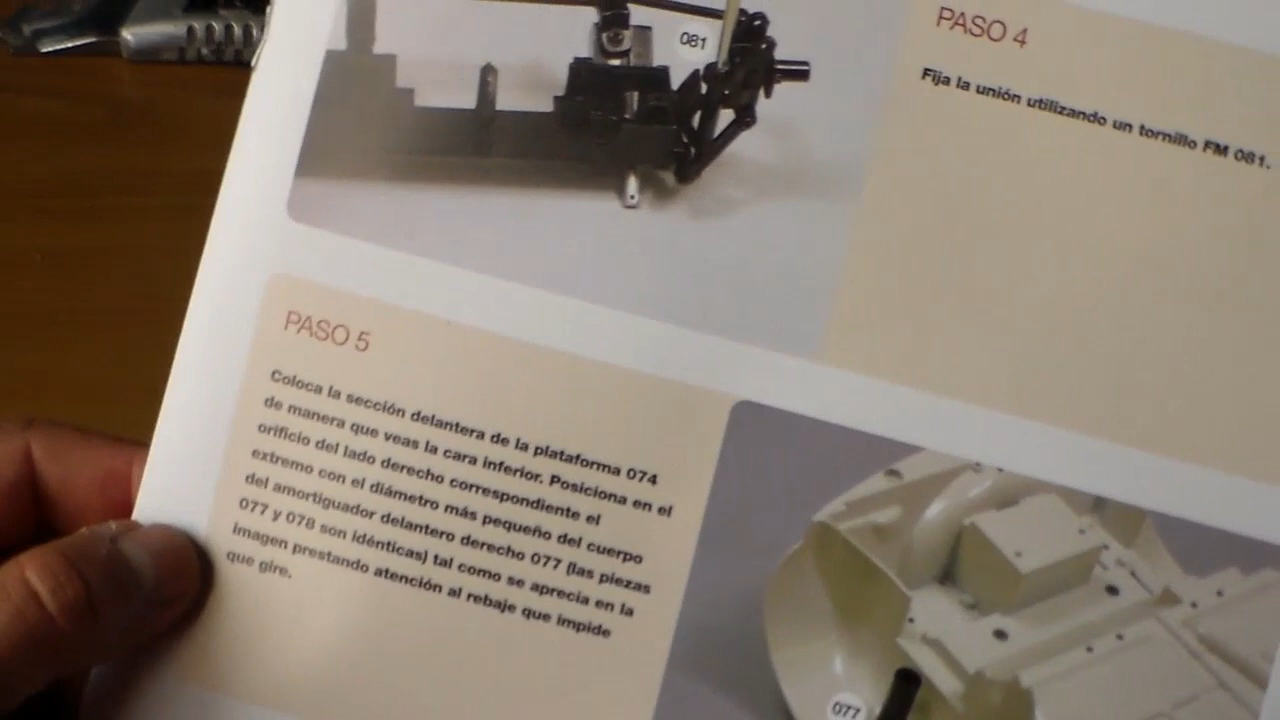 081
PASO 4
Fija la unión utilizando un tornillo FM 081.
PASO 5
Coloca la sección delantera de la plataforma 074
de manera que veas la cara inferior. Posiciona en el
orificio del lado derecho correspondiente el
extremo con el diámetro más pequeño del cuerpo
del amortiguador delantero derecho 077 (las piezas
077 y 078 son idénticas) tal como se aprecia en la
imagen prestando atención al rebaje que impide
que gire.
077